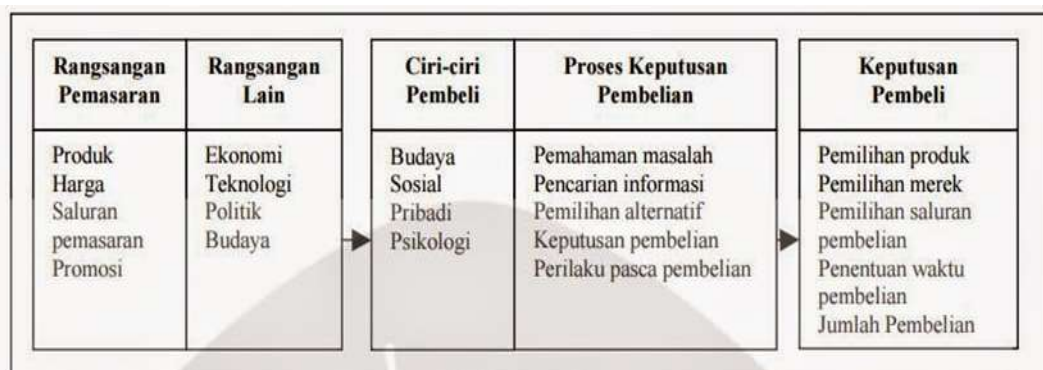 Rangsangan
Pemasaran
Produk
Harga
Saluran
pemasaran
Promosi
Rangsangan
Lain
Ekonomi
Teknologi
Politik
Budaya
Ciri-ciri
Pembeli
Budaya
Sosial
Pribadi
Psikologi
Proses Keputusan
Pembelian
Pemahaman masalah
Pencarian informasi
Pemilihan alternatif
Keputusan pembelian
Perilaku pasca pembelian
Keputusan
Pembeli
Pemilihan produk
Pemilihan merek
Pemilihan saluran
pembelian
Penentuan waktu
pembelian
Jumlah Pembelian